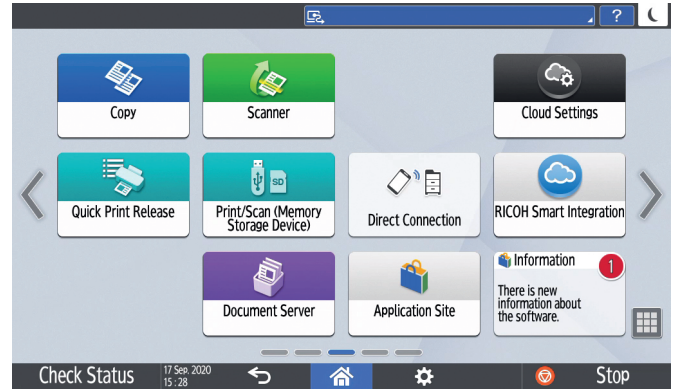 ?
Copy
Scanner
Cloud Settings
SD
Quick Print Release
Print/Scan (Memory
Storage Device)
Direct Connection
RICOH Smart Integration
Document Server
Application Site
Information
1
There is new
information about
the software.
Check Status
17 Sep. 2020
15 : 28
Stop